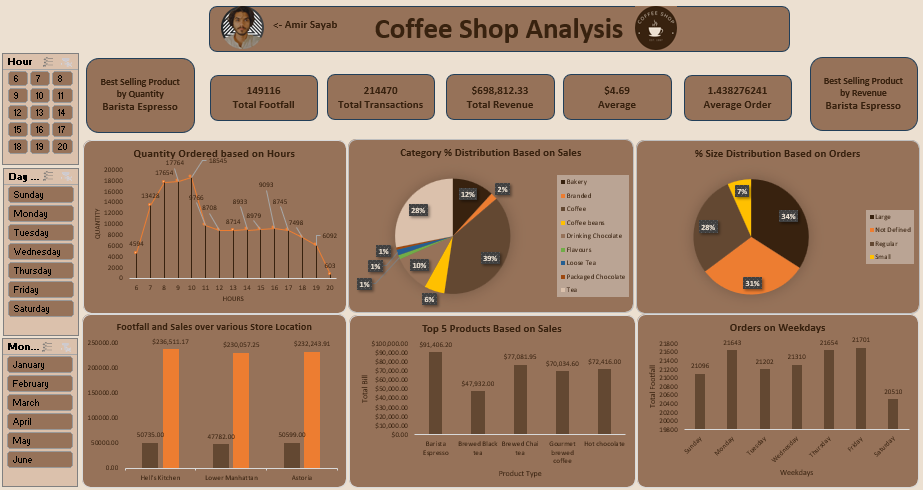 <- Amir Sayab
Coffee Shop Analysis
COFFEE SHOP
Hour
6 7 8
9 10 11
12 13 14
15 16 17
18 19 20
Best Selling Product
by Quantity
Barista Espresso
149116
Total Footfall
214470
Total Transactions
$698,812.33
Total Revenue
$4.69
Average
1.438276241
Average Order
Best Selling Product
by Revenue
Barista Espresso
Day ...
Sunday
Monday
Tuesday
Wednesday
Thursday
Friday
Saturday
Mon...
January
February
March
April
May
June
Quantity Ordered based on Hours
QUANTITY
20000
18000
16000
14000
12000
10000
8000
6000
4000
2000
0
4594
13428
17654
17764
18545
9766
8708
8714
8933
8979
9093
8745
7498
6092
603
6 7 8 9 10 11 12 13 14 15 16 17 18 19 20
HOURS
Category % Distribution Based on Sales
12%
2%
39%
6%
10%
1%
1%
1%
28%
Bakery
Branded
Coffee
Coffee beans
Drinking Chocolate
Flavours
Loose Tea
Packaged Chocolate
Tea
% Size Distribution Based on Orders
7%
34%
28%
31%
Large
Not Defined
Regular
Small
Footfall and Sales over various Store Location
250000.00
200000.00
150000.00
100000.00
50000.00
0.00
50735.00
$236,511.17
47782.00
$230,057.25
50599.00
$232,243.91
Hell's Kitchen
Lower Manhattan
Astoria
Top 5 Products Based on Sales
Total Bill
$100,000.00
$90,000.00
$80,000.00
$70,000.00
$60,000.00
$50,000.00
$40,000.00
$30,000.00
$20,000.00
$10,000.00
$0.00
$91,406.20
$47,932.00
$77,081.95
$70,034.60
$72,416.00
Barista Espresso
Brewed Black tea
Brewed Chai tea
Gourmet brewed coffee
Hot chocolate
Product Type
Orders on Weekdays
Total Footfall
21800
21600
21400
21200
21000
20800
20600
20400
20200
20000
19800
21096
21643
21202
21310
21654
21701
20510
Sunday
Monday
Tuesday
Wednesday
Thursday
Friday
Saturday
Weekdays